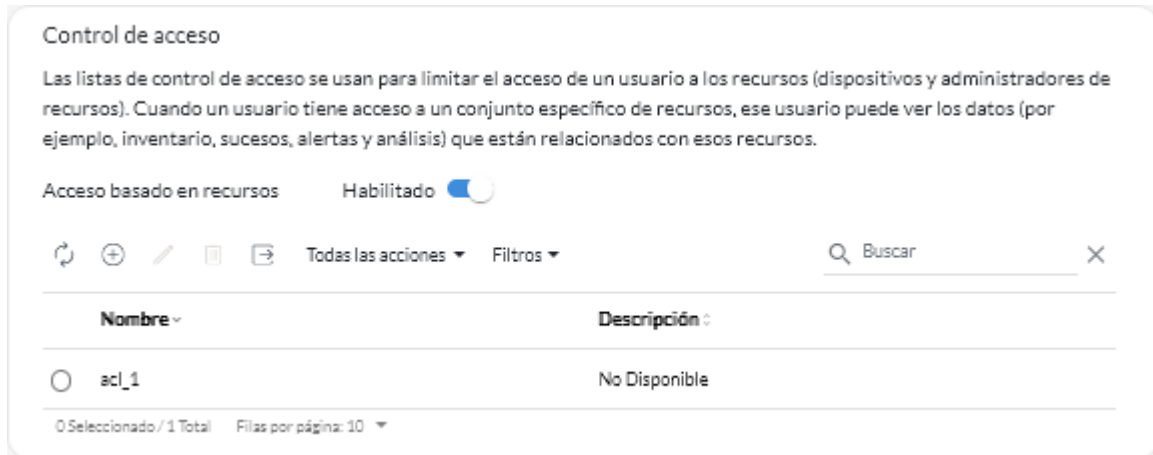 Control de acceso
Las listas de control de acceso se usan para limitar el acceso de un usuario a los recursos (dispositivos y administradores de
recursos). Cuando un usuario tiene acceso a un conjunto específico de recursos, ese usuario puede ver los datos (por
ejemplo, inventario, sucesos, alertas y análisis) que están relacionados con esos recursos.
Acceso basado en recursos Habilitado
Todas las acciones Filtros Buscar
Nombre Descripción
acl_1 No Disponible
0 Seleccionado / 1 Total Filas por página: 10